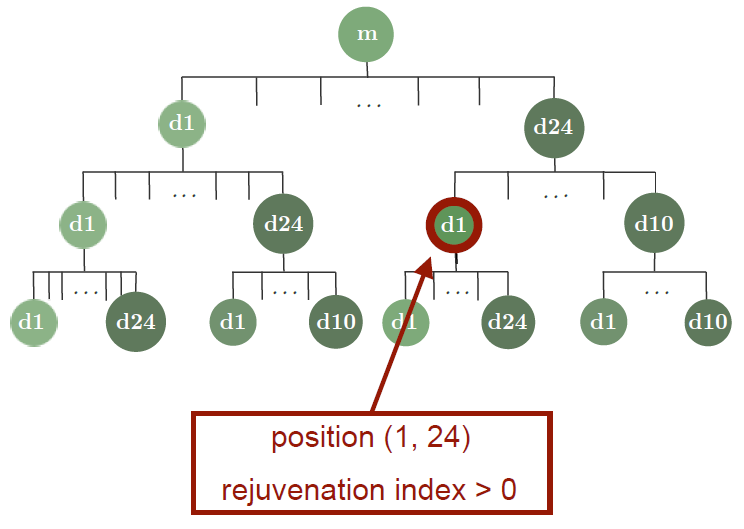 m
...
d1
d24
...
...
d1
d24
d1
d10
...
...
...
...
d1
d24
d1
d10
d1
d24
d1
d10
position (1, 24)
rejuvenation index > 0